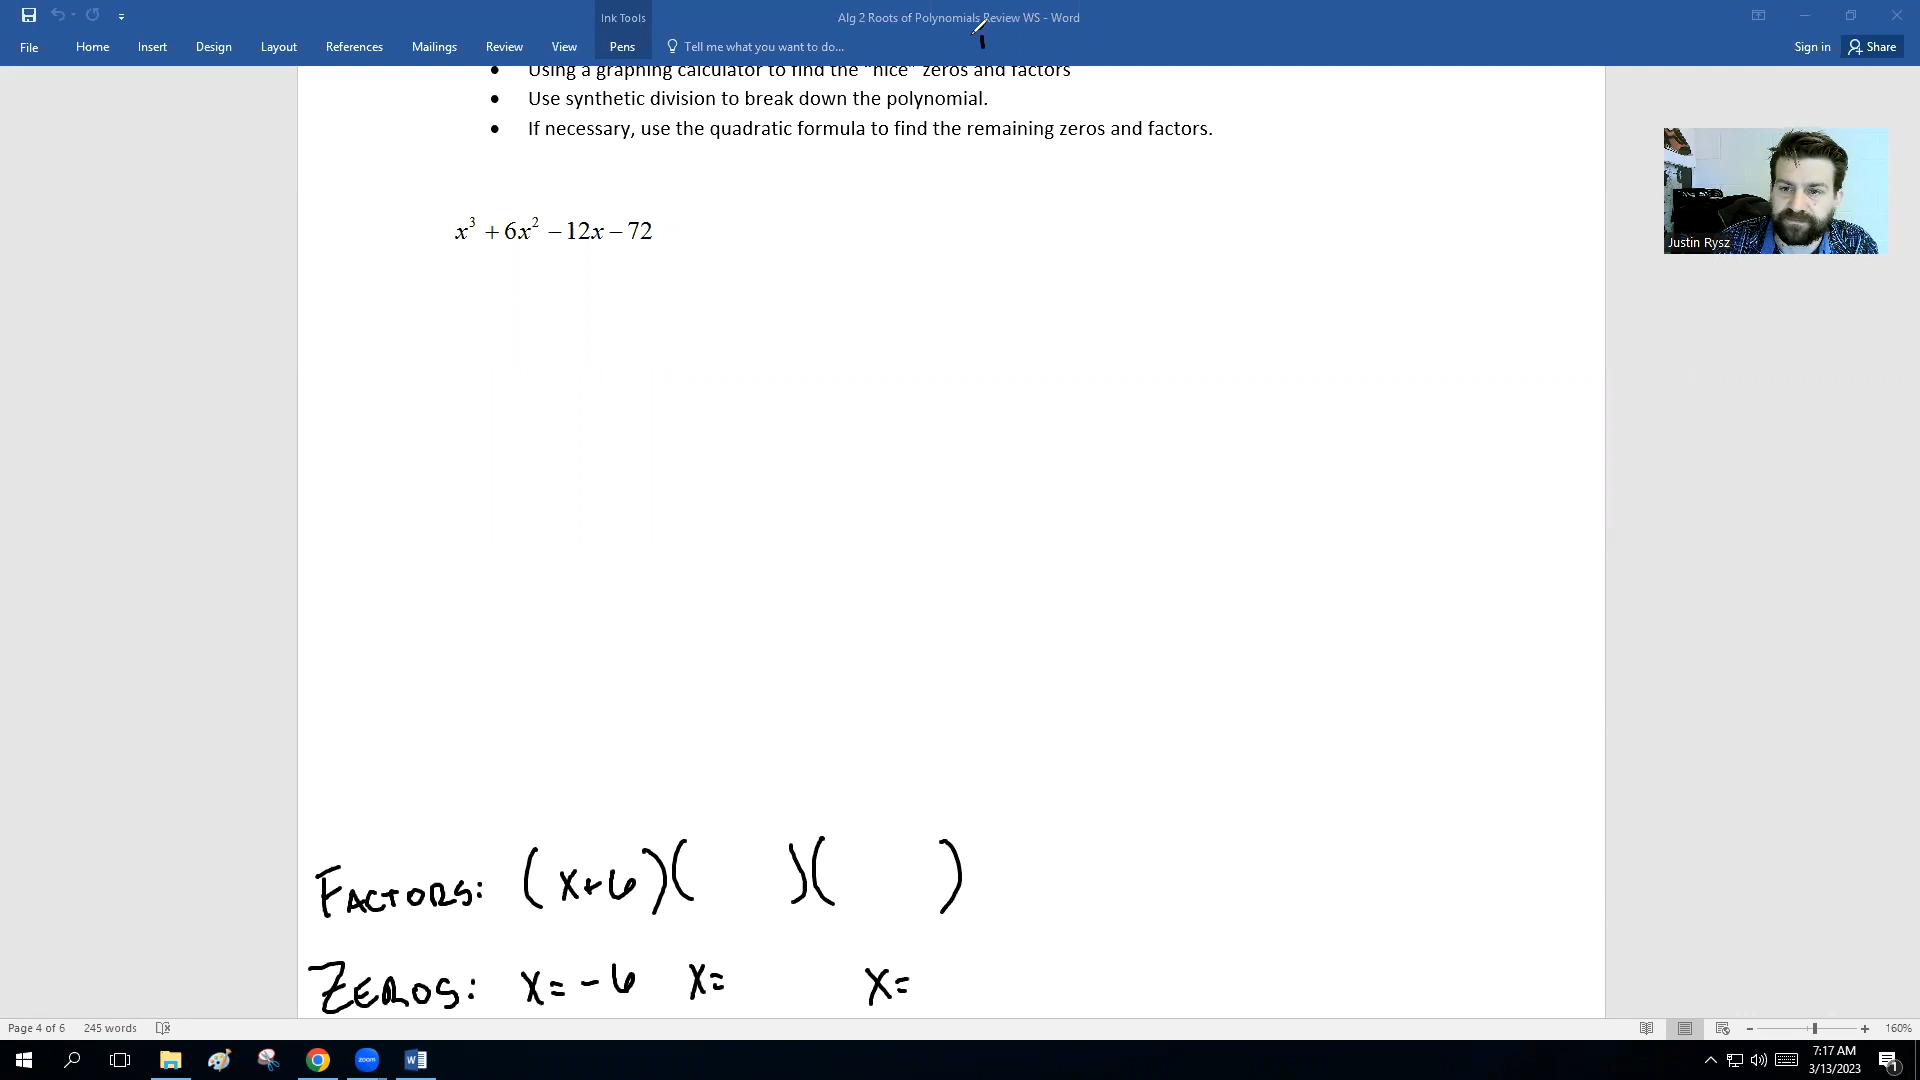 Ink Tools
Alg 2 Roots of Polynomials Review WS - Word
File Home Insert Design Layout References Mailings Review View Pens Tell me what you want to do... Sign in Share
• Using a graphing calculator to find the "nice" zeros and factors
• Use synthetic division to break down the polynomial.
• If necessary, use the quadratic formula to find the remaining zeros and factors.
x³ + 6x² − 12x − 72
Justin Rysz
FACTORS: (x+6)( )( )
ZEROS: x = -6 x= x=
Page 4 of 6 245 words 160%
zoom
7:17 AM
3/13/2023
1